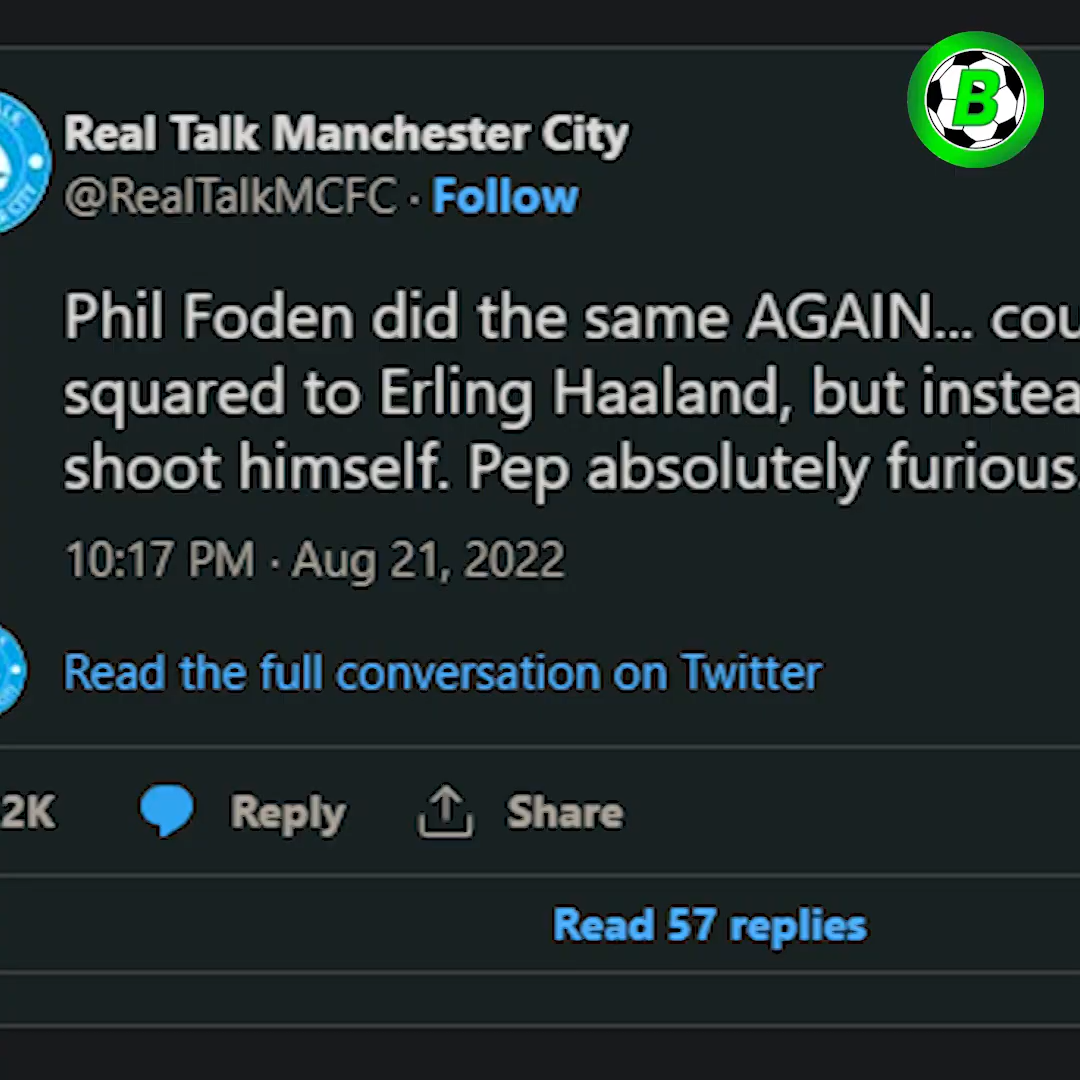 B
Real Talk Manchester City
@RealTalkMCFC · Follow
Phil Foden did the same AGAIN... cou
squared to Erling Haaland, but instea
shoot himself. Pep absolutely furious.
10:17 PM · Aug 21, 2022
Read the full conversation on Twitter
2K Reply Share
Read 57 replies